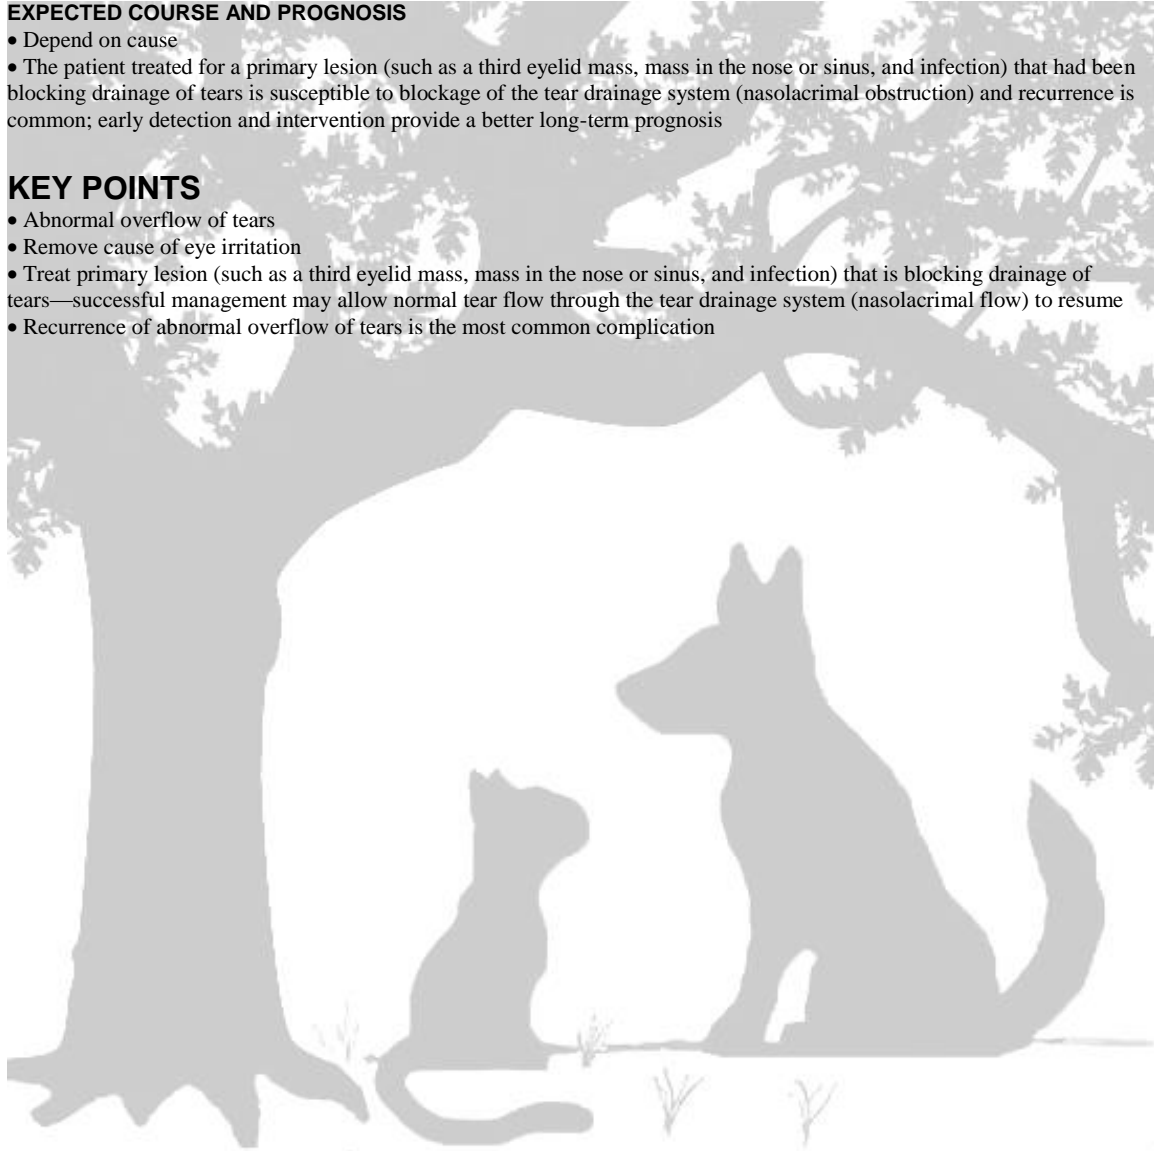 EXPECTED COURSE AND PROGNOSIS
• Depend on cause
• The patient treated for a primary lesion (such as a third eyelid mass, mass in the nose or sinus, and infection) that had been
blocking drainage of tears is susceptible to blockage of the tear drainage system (nasolacrimal obstruction) and recurrence is
common; early detection and intervention provide a better long-term prognosis
KEY POINTS
• Abnormal overflow of tears
• Remove cause of eye irritation
• Treat primary lesion (such as a third eyelid mass, mass in the nose or sinus, and infection) that is blocking drainage of
tears—successful management may allow normal tear flow through the tear drainage system (nasolacrimal flow) to resume
• Recurrence of abnormal overflow of tears is the most common complication